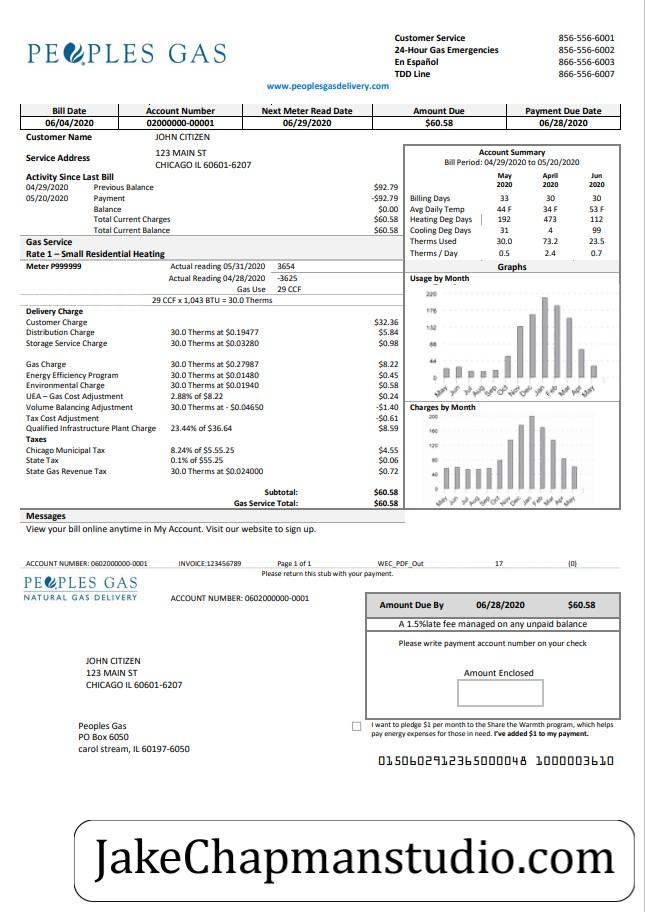 PEOPLES GAS
Customer Service 856-556-6001
24-Hour Gas Emergencies 856-556-6002
En Español 866-556-6003
TDD Line 866-556-6007
www.peoplesgasdelivery.com
Bill Date Account Number Next Meter Read Date Amount Due Payment Due Date
06/04/2020 02000000-00001 06/29/2020 $60.58 06/28/2020
Customer Name JOHN CITIZEN
Service Address 123 MAIN ST
CHICAGO IL 60601-6207
Activity Since Last Bill
04/29/2020 Previous Balance $92.79
05/20/2020 Payment -$92.79
Balance $0.00
Total Current Charges $60.58
Total Current Balance $60.58
Gas Service
Rate 1 – Small Residential Heating
Meter P999999 Actual reading 05/31/2020 3654
Actual reading 04/28/2020 -3625
Gas Use 29 CCF
29 CCF x 1,043 BTU = 30.0 Therms
Delivery Charge
Customer Charge $32.36
Distribution Charge 30.0 Therms at $0.19477 $5.84
Storage Service Charge 30.0 Therms at $0.03280 $0.98
Gas Charge 30.0 Therms at $0.27987 $8.22
Energy Efficiency Program 30.0 Therms at $0.01480 $0.45
Environmental Charge 30.0 Therms at $0.01940 $0.58
UEA – Gas Cost Adjustment 2.88% of $8.22 $0.24
Volume Balancing Adjustment 30.0 Therms at - $0.04650 -$1.40
Tax Cost Adjustment -$0.61
Qualified Infrastructure Plant Charge 23.44% of $36.64 $8.59
Taxes
Chicago Municipal Tax 8.24% of $5.55.25 $4.55
State Tax 0.1% of $55.25 $0.06
State Gas Revenue Tax 30.0 Therms at $0.024000 $0.72
Subtotal: $60.58
Gas Service Total: $60.58
Account Summary
Bill Period: 04/29/2020 to 05/20/2020
May April Jun
2020 2020 2020
Billing Days 33 30 30
Avg Daily Temp 44 F 34 F 53 F
Heating Deg Days 192 473 112
Cooling Deg Days 31 4 99
Therms Used 30.0 73.2 23.5
Therms / Day 0.5 2.4 0.7
Graphs
Usage by Month
220
176
132
88
44
0
May Jun Jul Aug Sep Oct Nov Dec Jan Feb Mar Apr May
Charges by Month
200
160
120
80
40
0
May Jun Jul Aug Sep Oct Nov Dec Jan Feb Mar Apr May
Messages
View your bill online anytime in My Account. Visit our website to sign up.
ACCOUNT NUMBER: 0602000000-0001 INVOICE:123456789 Page 1 of 1 WEC_PDF_Out 17 (0)
Please return this stub with your payment.
PEOPLES GAS
NATURAL GAS DELIVERY
ACCOUNT NUMBER: 0602000000-0001
Amount Due By 06/28/2020 $60.58
A 1.5%late fee managed on any unpaid balance
Please write payment account number on your check
Amount Enclosed
JOHN CITIZEN
123 MAIN ST
CHICAGO IL 60601-6207
Peoples Gas
PO Box 6050
carol stream, IL 60197-6050
I want to pledge $1 per month to the Share the Warmth program, which helps
pay energy expenses for those in need. I've added $1 to my payment.
0150602912365000048 1000003610
JakeChapmanstudio.com